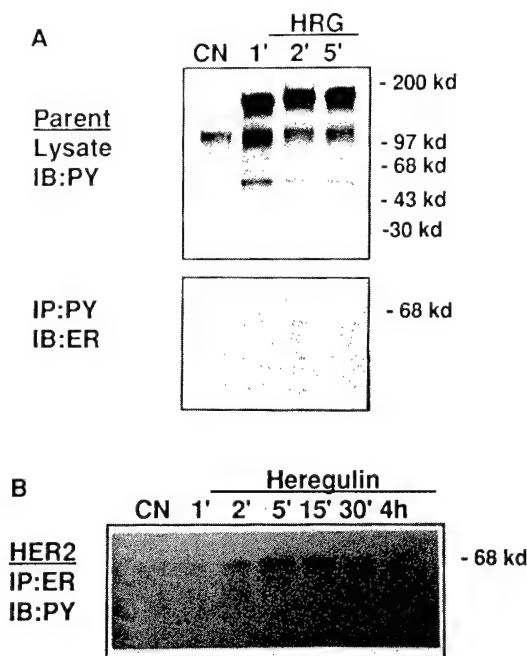 A
HRG
CN 1' 2' 5'
Parent
Lysate
IB:PY
- 200 kd
- 97 kd
- 68 kd
- 43 kd
-30 kd
IP:PY
IB:ER
- 68 kd
B
Heregulin
CN 1' 2' 5' 15' 30' 4h
HER2
IP:ER
IB:PY
- 68 kd